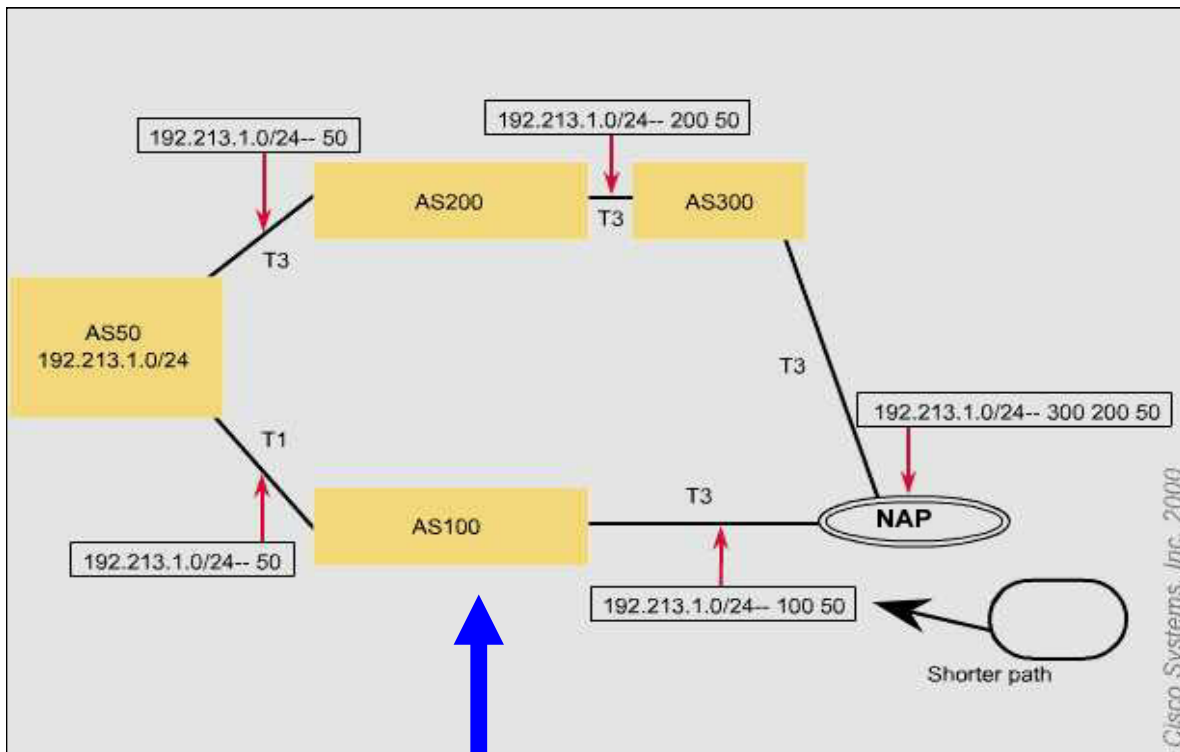 192.213.1.0/24-- 50
192.213.1.0/24-- 200 50
AS200
T3
AS300
T3
AS50
192.213.1.0/24
T3
192.213.1.0/24-- 300 200 50
T1
T3
NAP
AS100
192.213.1.0/24-- 50
192.213.1.0/24-- 100 50
Shorter path
Cisco Systems, Inc. 2000